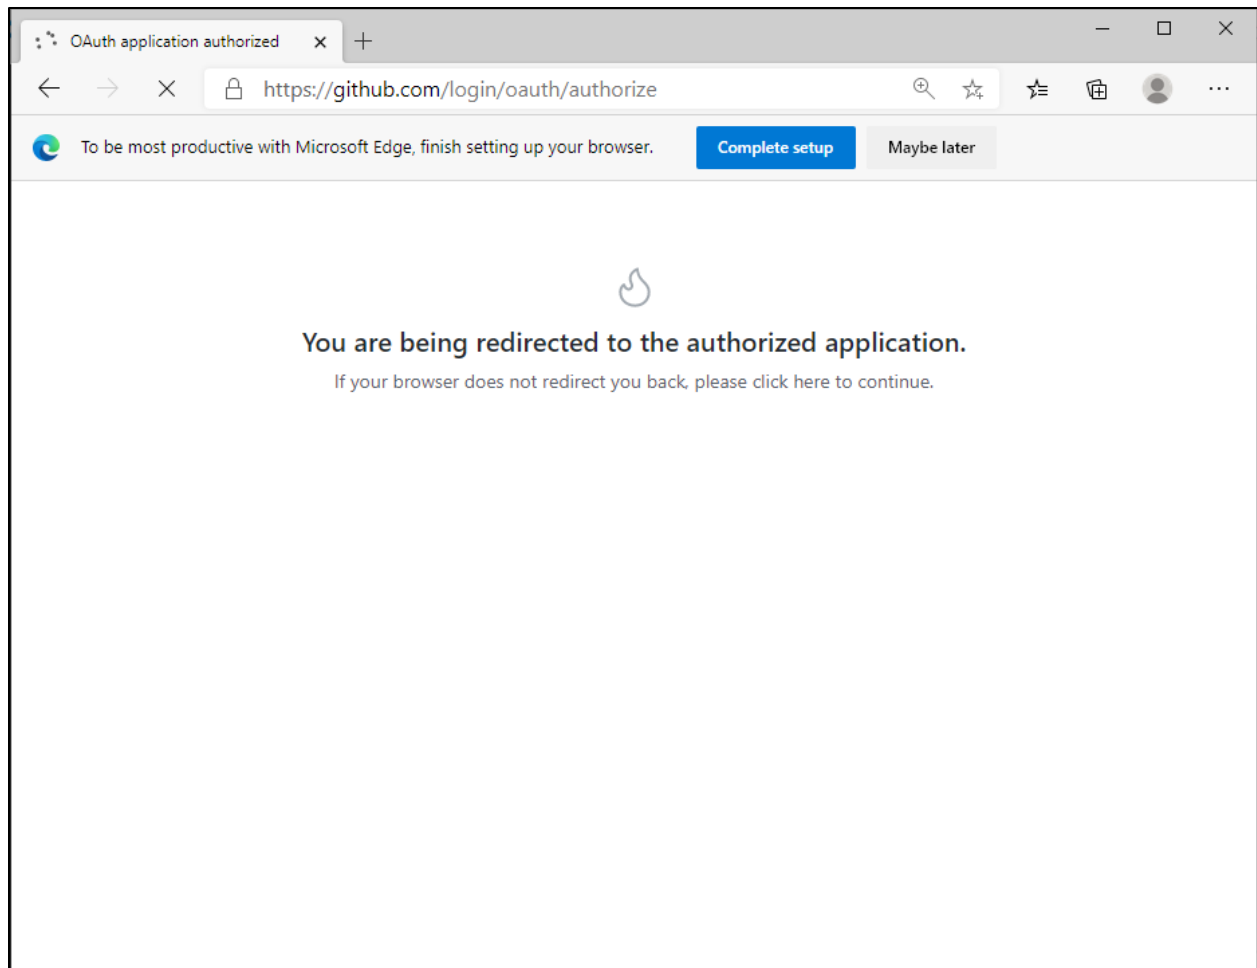 OAuth application authorized
https://github.com/login/oauth/authorize
To be most productive with Microsoft Edge, finish setting up your browser. Complete setup Maybe later
You are being redirected to the authorized application.
If your browser does not redirect you back, please click here to continue.